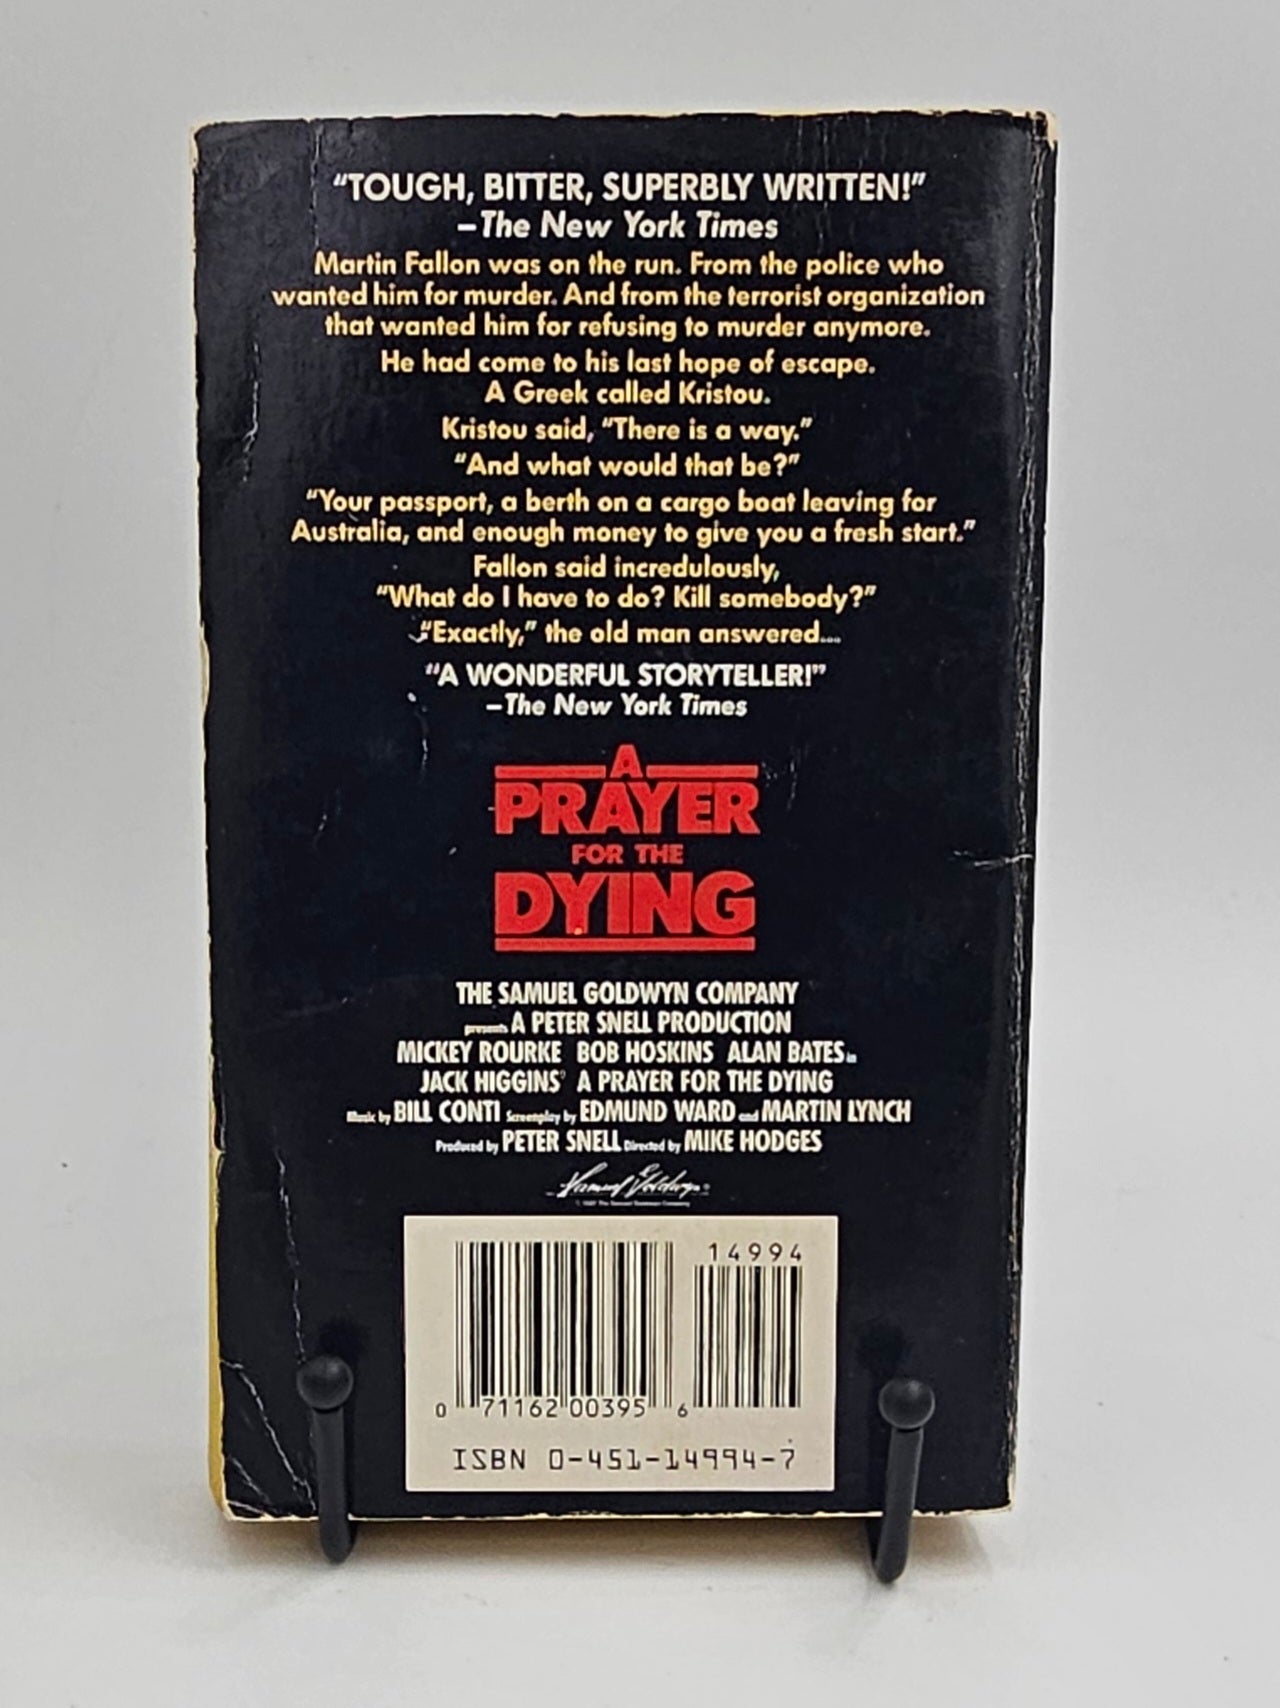 “TOUGH, BITTER, SUPERBLY WRITTEN!”
–The New York Times
Martin Fallon was on the run. From the police who
wanted him for murder. And from the terrorist organization
that wanted him for refusing to murder anymore.
He had come to his last hope of escape.
A Greek called Kristou.
Kristou said, “There is a way.”
“And what would that be?”
“Your passport, a berth on a cargo boat leaving for
Australia, and enough money to give you a fresh start.”
Fallon said incredulously,
“What do I have to do? Kill somebody?”
“Exactly,” the old man answered...
“A WONDERFUL STORYTELLER!”
–The New York Times
A
PRAYER
FOR THE
DYING
THE SAMUEL GOLDWYN COMPANY
presents A PETER SNELL PRODUCTION
MICKEY ROURKE BOB HOSKINS ALAN BATES in
JACK HIGGINS’ A PRAYER FOR THE DYING
Music by BILL CONTI Screenplay by EDMUND WARD and MARTIN LYNCH
Produced by PETER SNELL Directed by MIKE HODGES
Samuel Goldwyn
14994
0 71162 00395 6
ISBN 0-451-14994-7